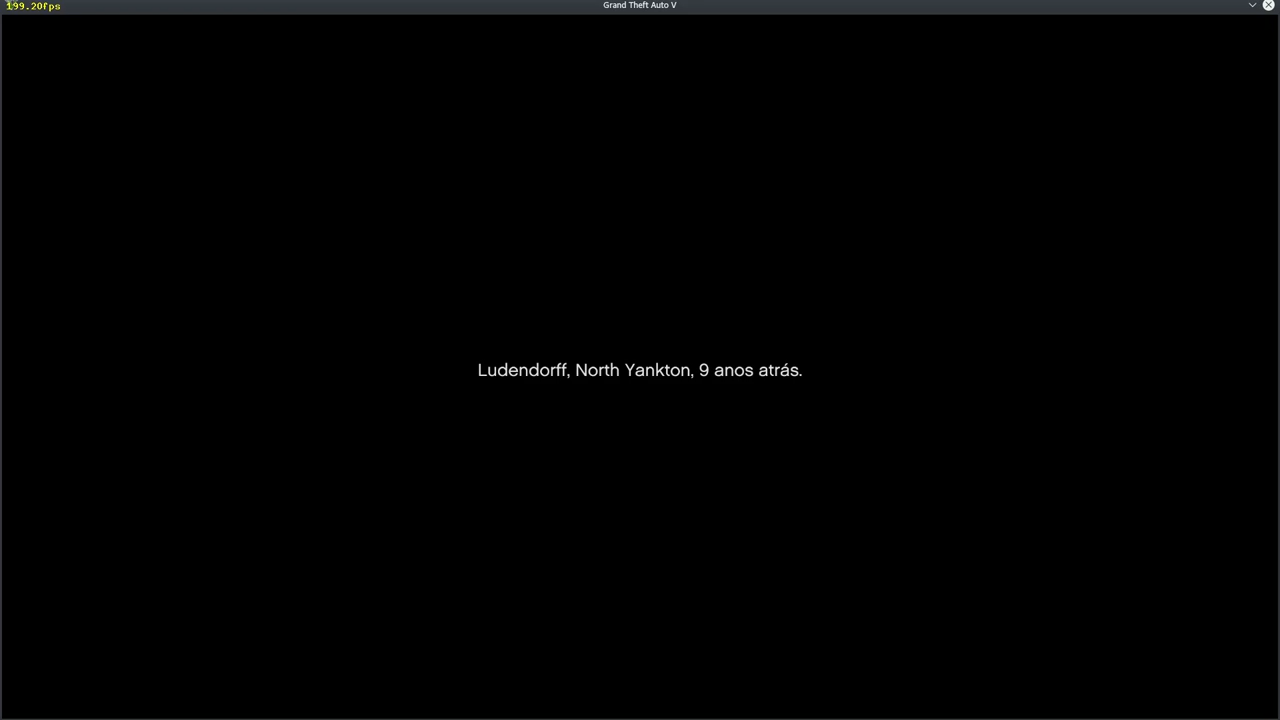 199.20fps
Grand Theft Auto V
Ludendorff, North Yankton, 9 anos atrás.